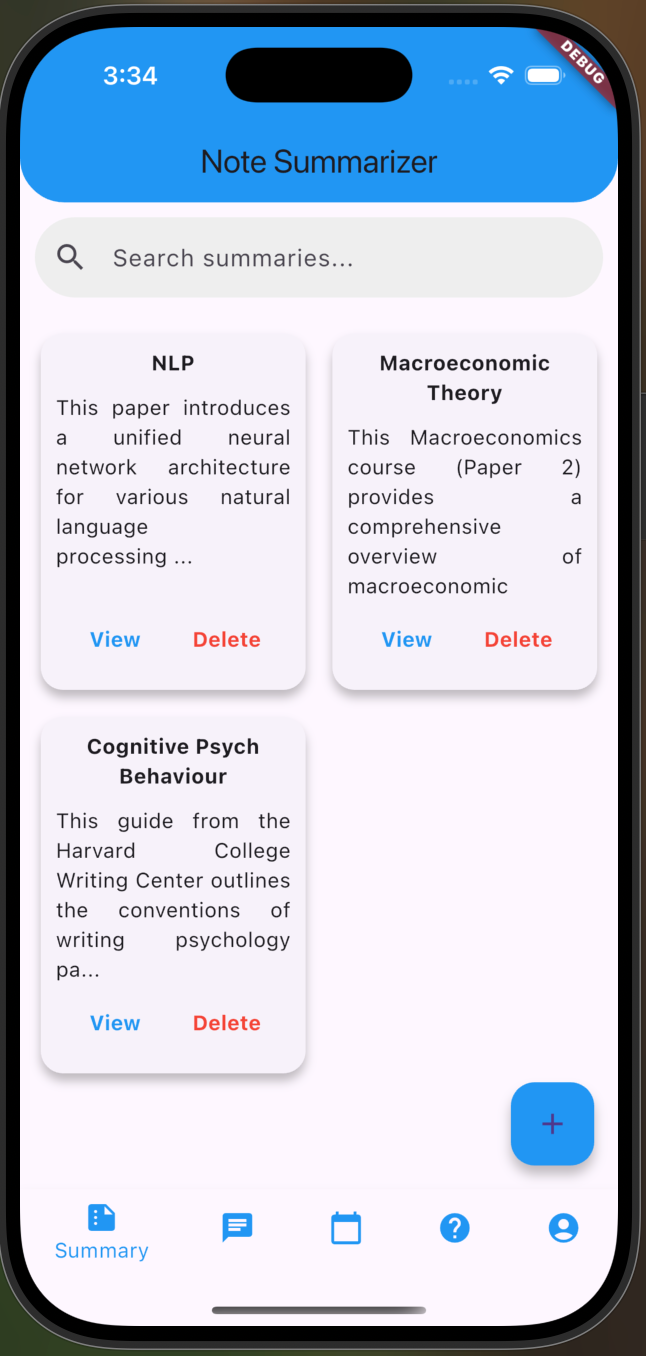 3:34
DEBUG
Note Summarizer
Search summaries...
NLP
This paper introduces
a unified neural
network architecture
for various natural
language
processing ...
View Delete
Macroeconomic
Theory
This Macroeconomics
course (Paper 2)
provides a
comprehensive
overview of
macroeconomic
View Delete
Cognitive Psych
Behaviour
This guide from the
Harvard College
Writing Center outlines
the conventions of
writing psychology
pa...
View Delete
+
Summary